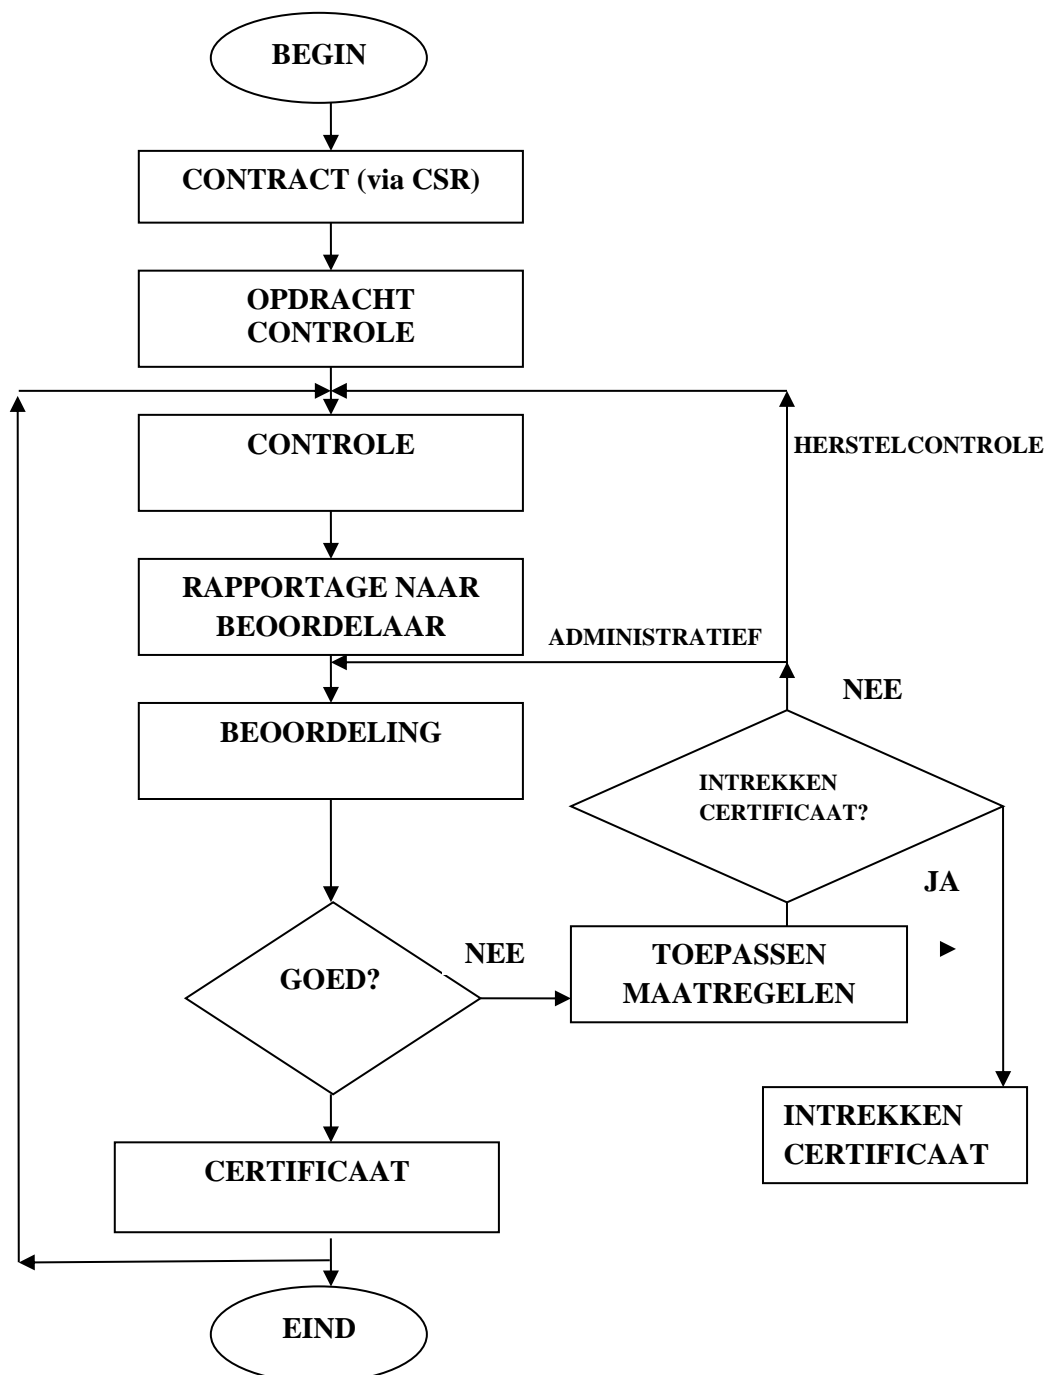 BEGIN
CONTRACT (via CSR)
OPDRACHT
CONTROLE
CONTROLE
HERSTELCONTROLE
RAPPORTAGE NAAR
BEOORDELAAR
ADMINISTRATIEF
NEE
BEOORDELING
INTREKKEN
CERTIFICAAT?
JA
GOED?
NEE
TOEPASSEN
MAATREGELEN
INTREKKEN
CERTIFICAAT
CERTIFICAAT
EIND